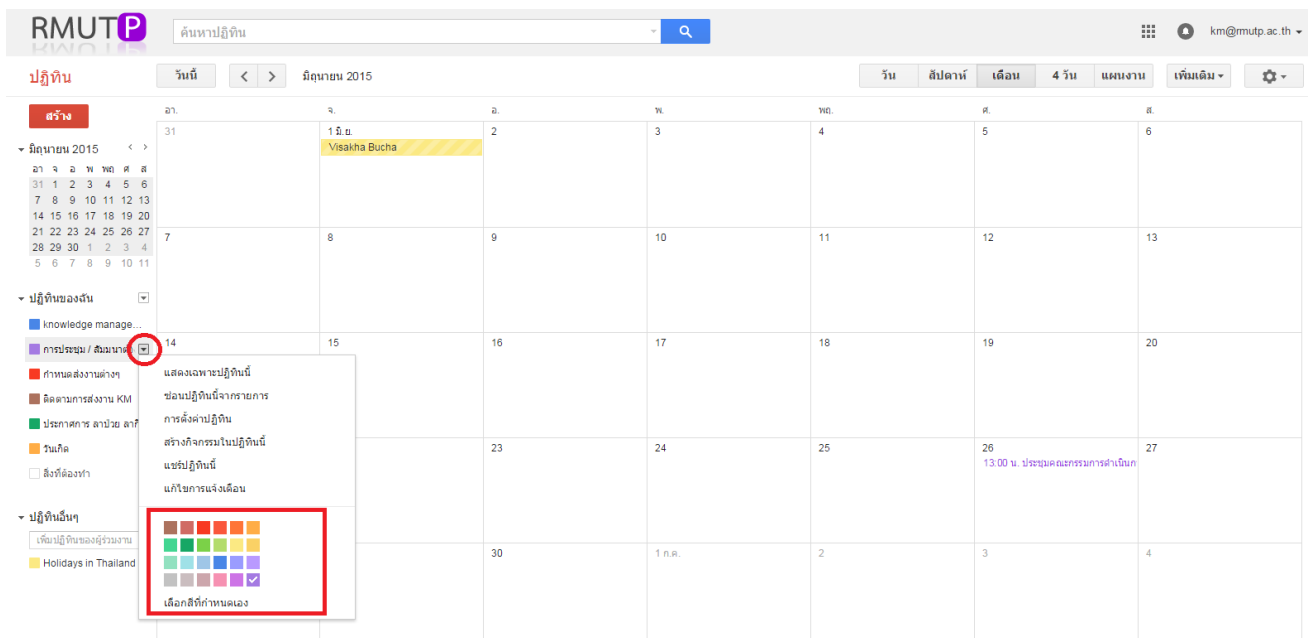 RMUTP
ค้นหาปฏิทิน
km@rmutp.ac.th
ปฏิทิน
วันนี้
มิถุนายน 2015
วัน สัปดาห์ เดือน 4 วัน แผนงาน เพิ่มเติม
สร้าง
มิถุนายน 2015
อา จ อ พ พฤ ศ ส
31 1 2 3 4 5 6
7 8 9 10 11 12 13
14 15 16 17 18 19 20
21 22 23 24 25 26 27
28 29 30 1 2 3 4
5 6 7 8 9 10 11
ปฏิทินของฉัน
knowledge manage...
การประชุม / สัมมนา
กำหนดส่งงานต่างๆ
ติดตามการส่งงาน KM
ประกาศการ ลาป่วย
วันเกิด
สิ่งที่ต้องทำ
ปฏิทินอื่นๆ
เพิ่มปฏิทินของผู้ร่วมงาน
Holidays in Thailand
อา. จ. อ. พ. พฤ. ศ. ส.
31 1 มิ.ย. 2 3 4 5 6
Visakha Bucha
7 8 9 10 11 12 13
14 15 16 17 18 19 20
23 24 25 26 27
13:00 น. ประชุมคณะกรรมการดำเนินก
30 1 ก.ค. 2 3 4
แสดงเฉพาะปฏิทินนี้
ซ่อนปฏิทินนี้จากรายการ
การตั้งค่าปฏิทิน
สร้างกิจกรรมในปฏิทินนี้
แชร์ปฏิทินนี้
แก้ไขการแจ้งเตือน
เลือกสีที่กำหนดเอง